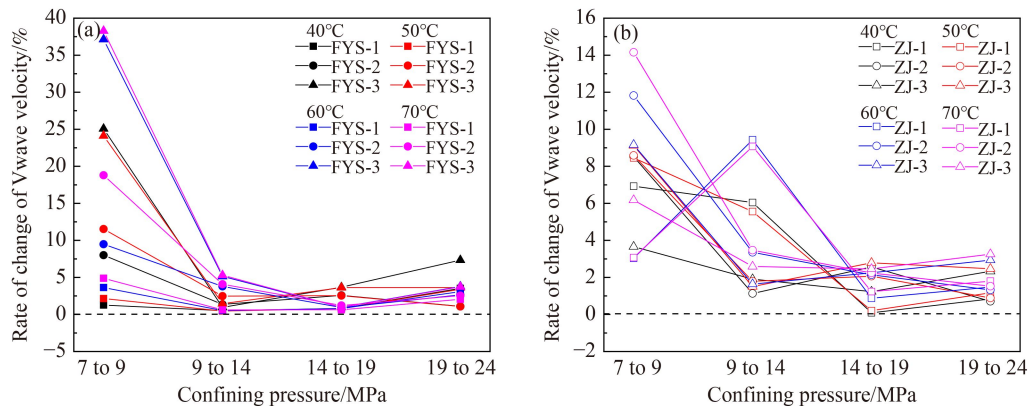 (a)
40°C 50°C
FYS-1 FYS-1
FYS-2 FYS-2
FYS-3 FYS-3
60°C 70°C
FYS-1 FYS-1
FYS-2 FYS-2
FYS-3 FYS-3
Rate of change of Vwave velocity/%
40
35
30
25
20
15
10
5
0
−5
7 to 9 9 to 14 14 to 19 19 to 24
Confining pressure/MPa
(b)
40°C 50°C
ZJ-1 ZJ-1
ZJ-2 ZJ-2
ZJ-3 ZJ-3
60°C 70°C
ZJ-1 ZJ-1
ZJ-2 ZJ-2
ZJ-3 ZJ-3
Rate of change of Vwave velocity/%
16
14
12
10
8
6
4
2
0
−2
7 to 9 9 to 14 14 to 19 19 to 24
Confining pressure/MPa